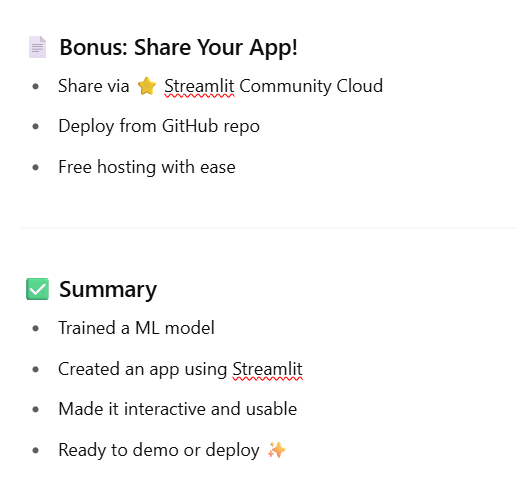 📄 Bonus: Share Your App!
• Share via ⭐ Streamlit Community Cloud
• Deploy from GitHub repo
• Free hosting with ease
✅ Summary
• Trained a ML model
• Created an app using Streamlit
• Made it interactive and usable
• Ready to demo or deploy ✨